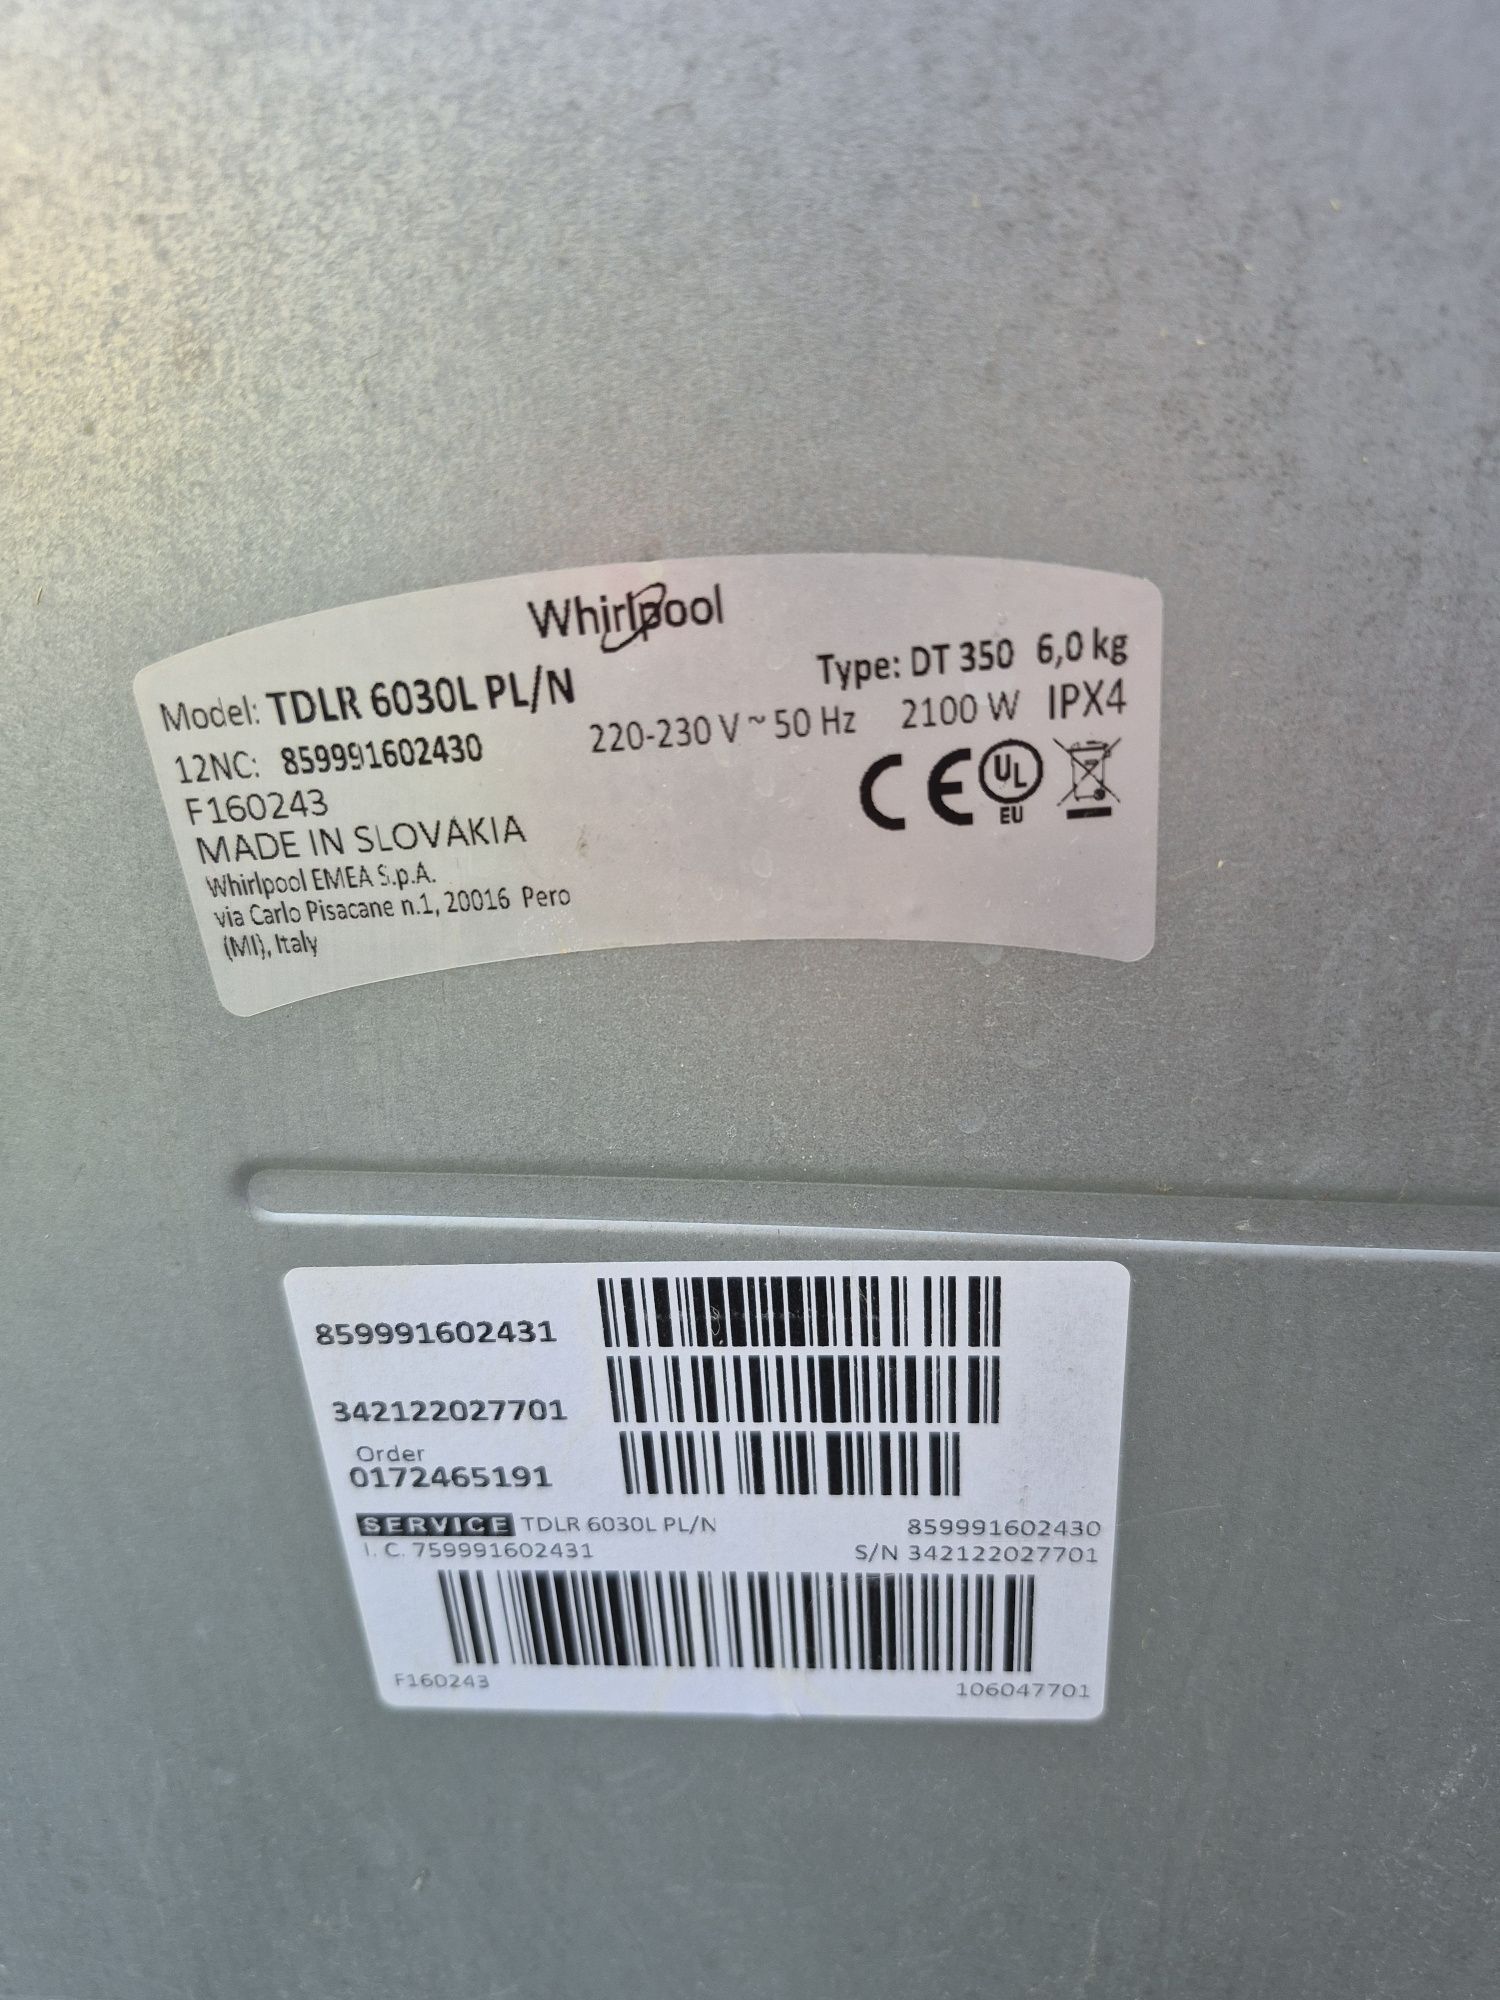 Whirlpool
Model: TDLR 6030L PL/N
Type: DT 350 6,0 kg
12NC: 859991602430
220-230 V ~ 50 Hz 2100 W IPX4
F160243
CE UL EU
MADE IN SLOVAKIA
Whirlpool EMEA S.p.A.
via Carlo Pisacane n.1, 20016 Pero
(MI), Italy
859991602431
342122027701
Order
0172465191
SERVICE TDLR 6030L PL/N 859991602430
I. C. 759991602431 S/N 342122027701
F160243 106047701